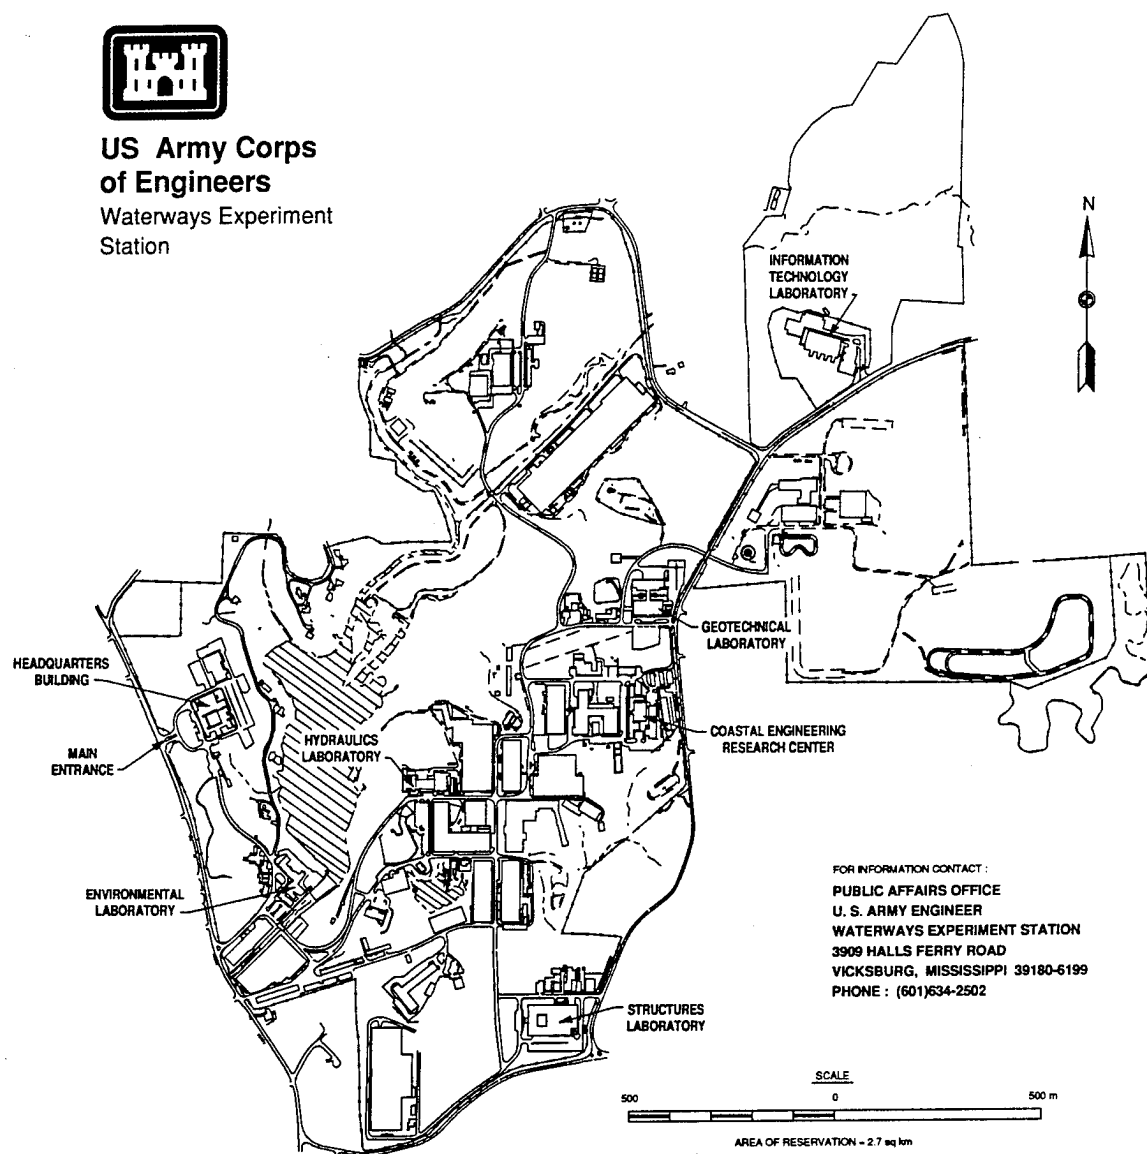 US Army Corps
of Engineers
Waterways Experiment
Station
N
INFORMATION
TECHNOLOGY
LABORATORY
GEOTECHNICAL
LABORATORY
HEADQUARTERS
BUILDING
MAIN
ENTRANCE
HYDRAULICS
LABORATORY
COASTAL ENGINEERING
RESEARCH CENTER
ENVIRONMENTAL
LABORATORY
STRUCTURES
LABORATORY
FOR INFORMATION CONTACT :
PUBLIC AFFAIRS OFFICE
U. S. ARMY ENGINEER
WATERWAYS EXPERIMENT STATION
3909 HALLS FERRY ROAD
VICKSBURG, MISSISSIPPI 39180-6199
PHONE : (601)634-2502
SCALE
500 0 500 m
AREA OF RESERVATION - 2.7 sq km